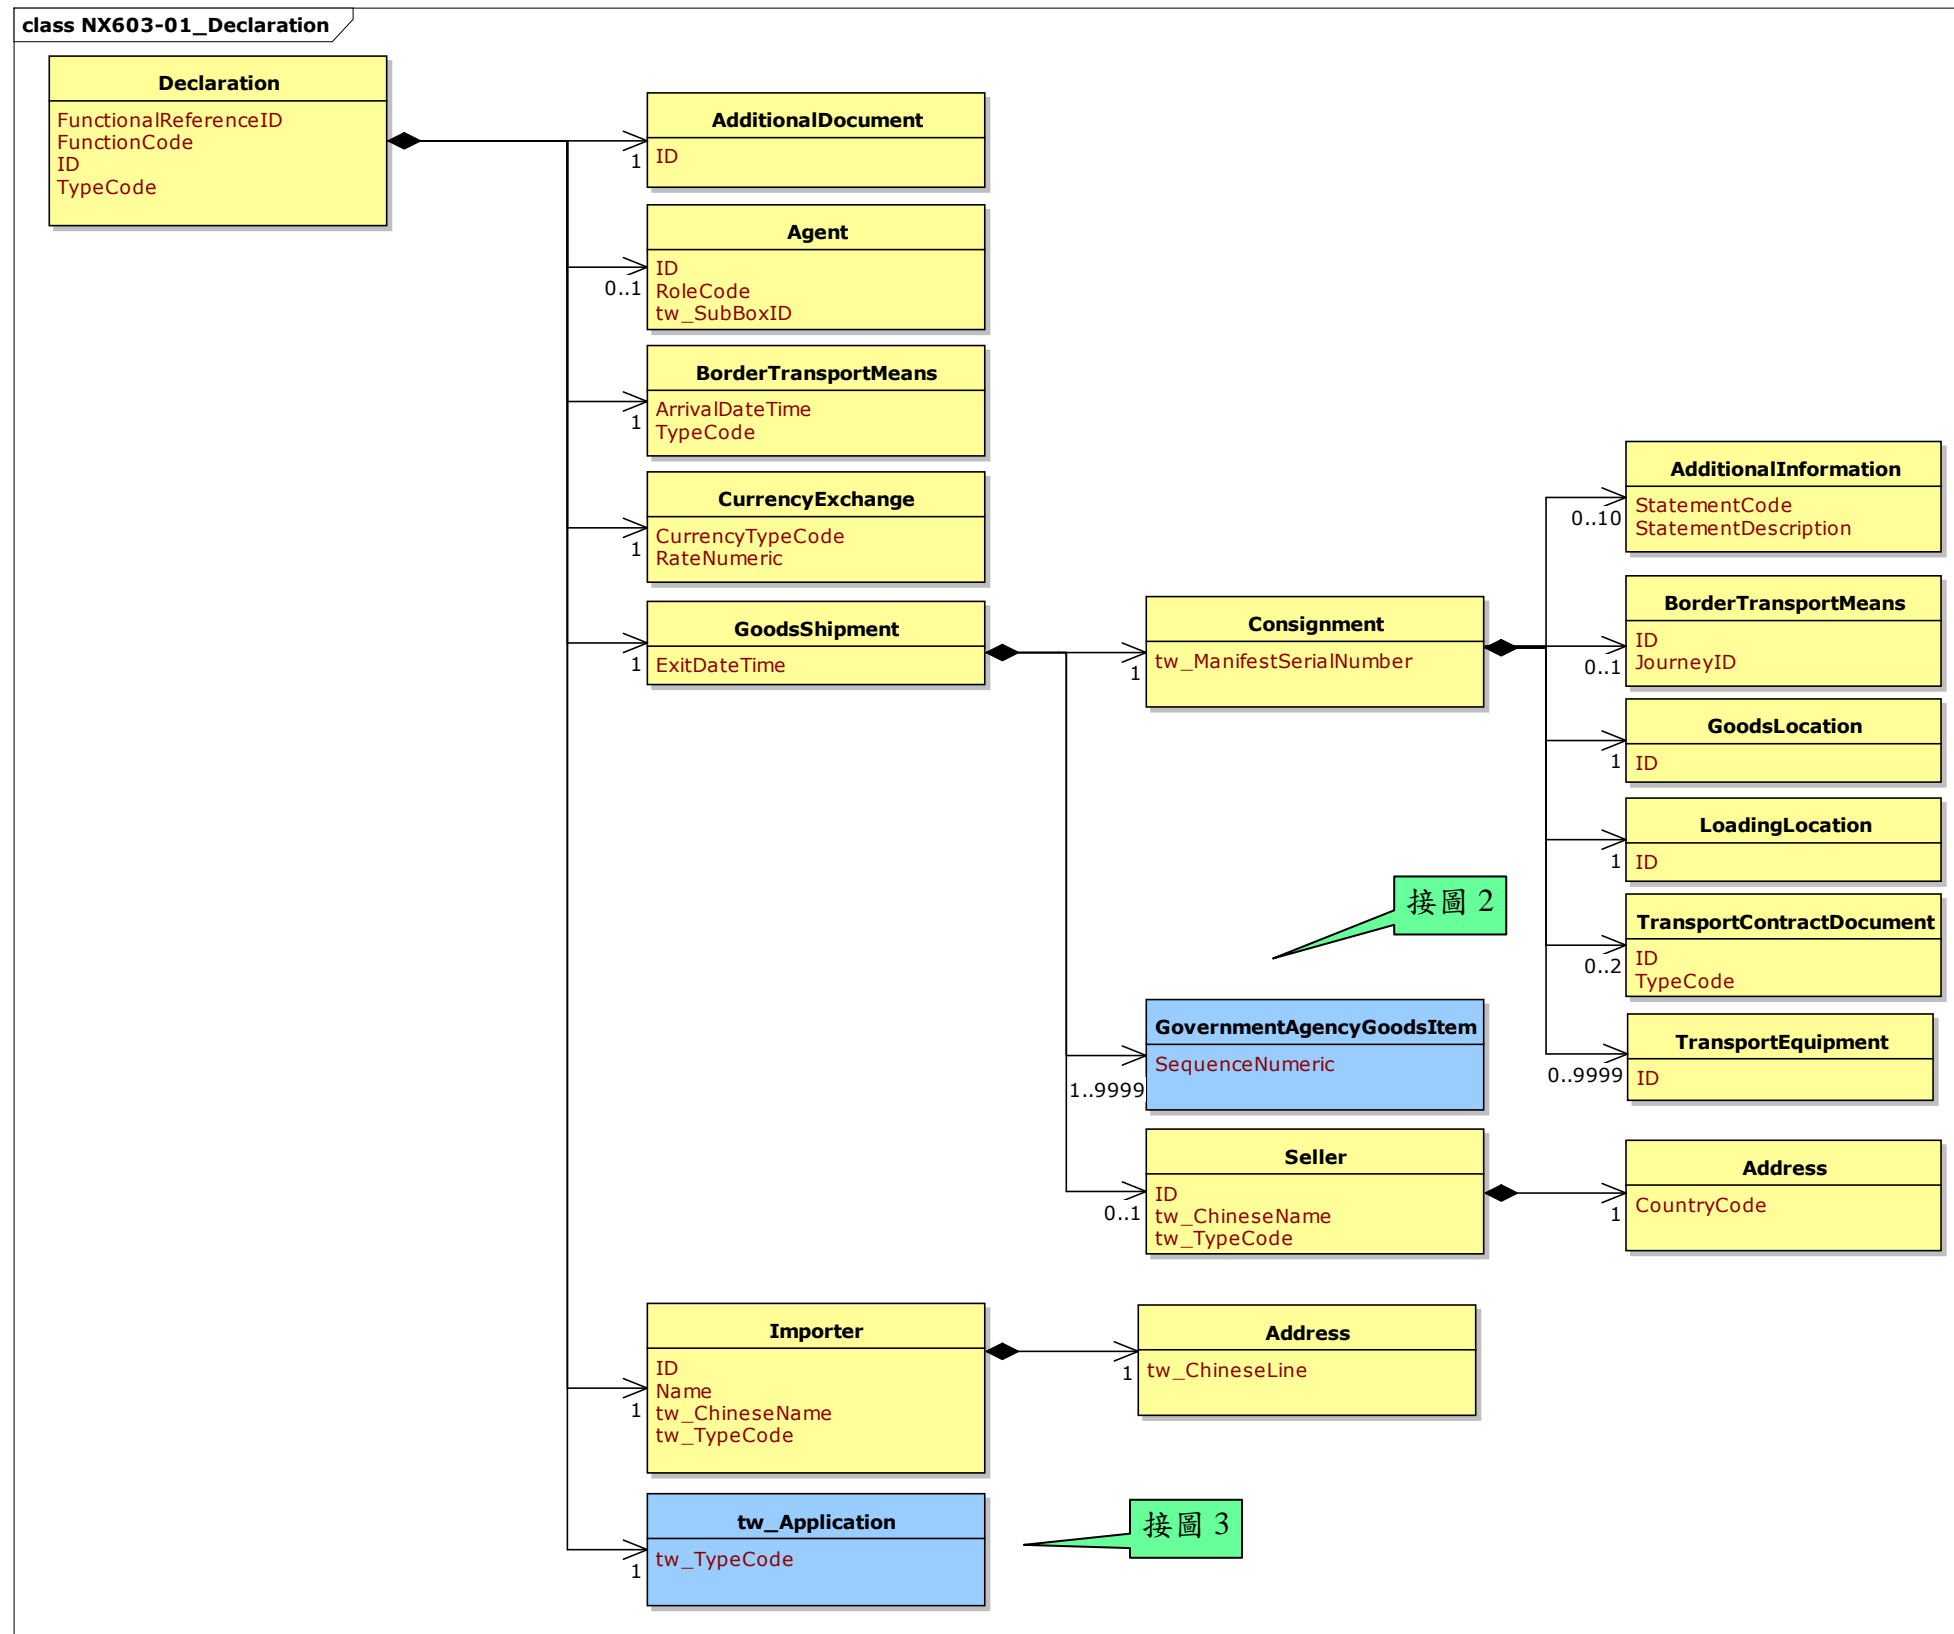 class NX603-01_Declaration
Declaration
FunctionalReferenceID
FunctionCode
ID
TypeCode
AdditionalDocument
ID
1
Agent
ID
RoleCode
tw_SubBoxID
0..1
BorderTransportMeans
ArrivalDateTime
TypeCode
1
CurrencyExchange
CurrencyTypeCode
RateNumeric
1
GoodsShipment
ExitDateTime
1
Consignment
tw_ManifestSerialNumber
1
AdditionalInformation
StatementCode
StatementDescription
0..10
BorderTransportMeans
ID
JourneyID
0..1
GoodsLocation
ID
1
LoadingLocation
ID
1
TransportContractDocument
ID
TypeCode
0..2
TransportEquipment
ID
0..9999
接圖 2
GovernmentAgencyGoodsItem
SequenceNumeric
1..9999
Seller
ID
tw_ChineseName
tw_TypeCode
0..1
Address
CountryCode
1
Importer
ID
Name
tw_ChineseName
tw_TypeCode
1
Address
tw_ChineseLine
1
tw_Application
tw_TypeCode
1
接圖 3